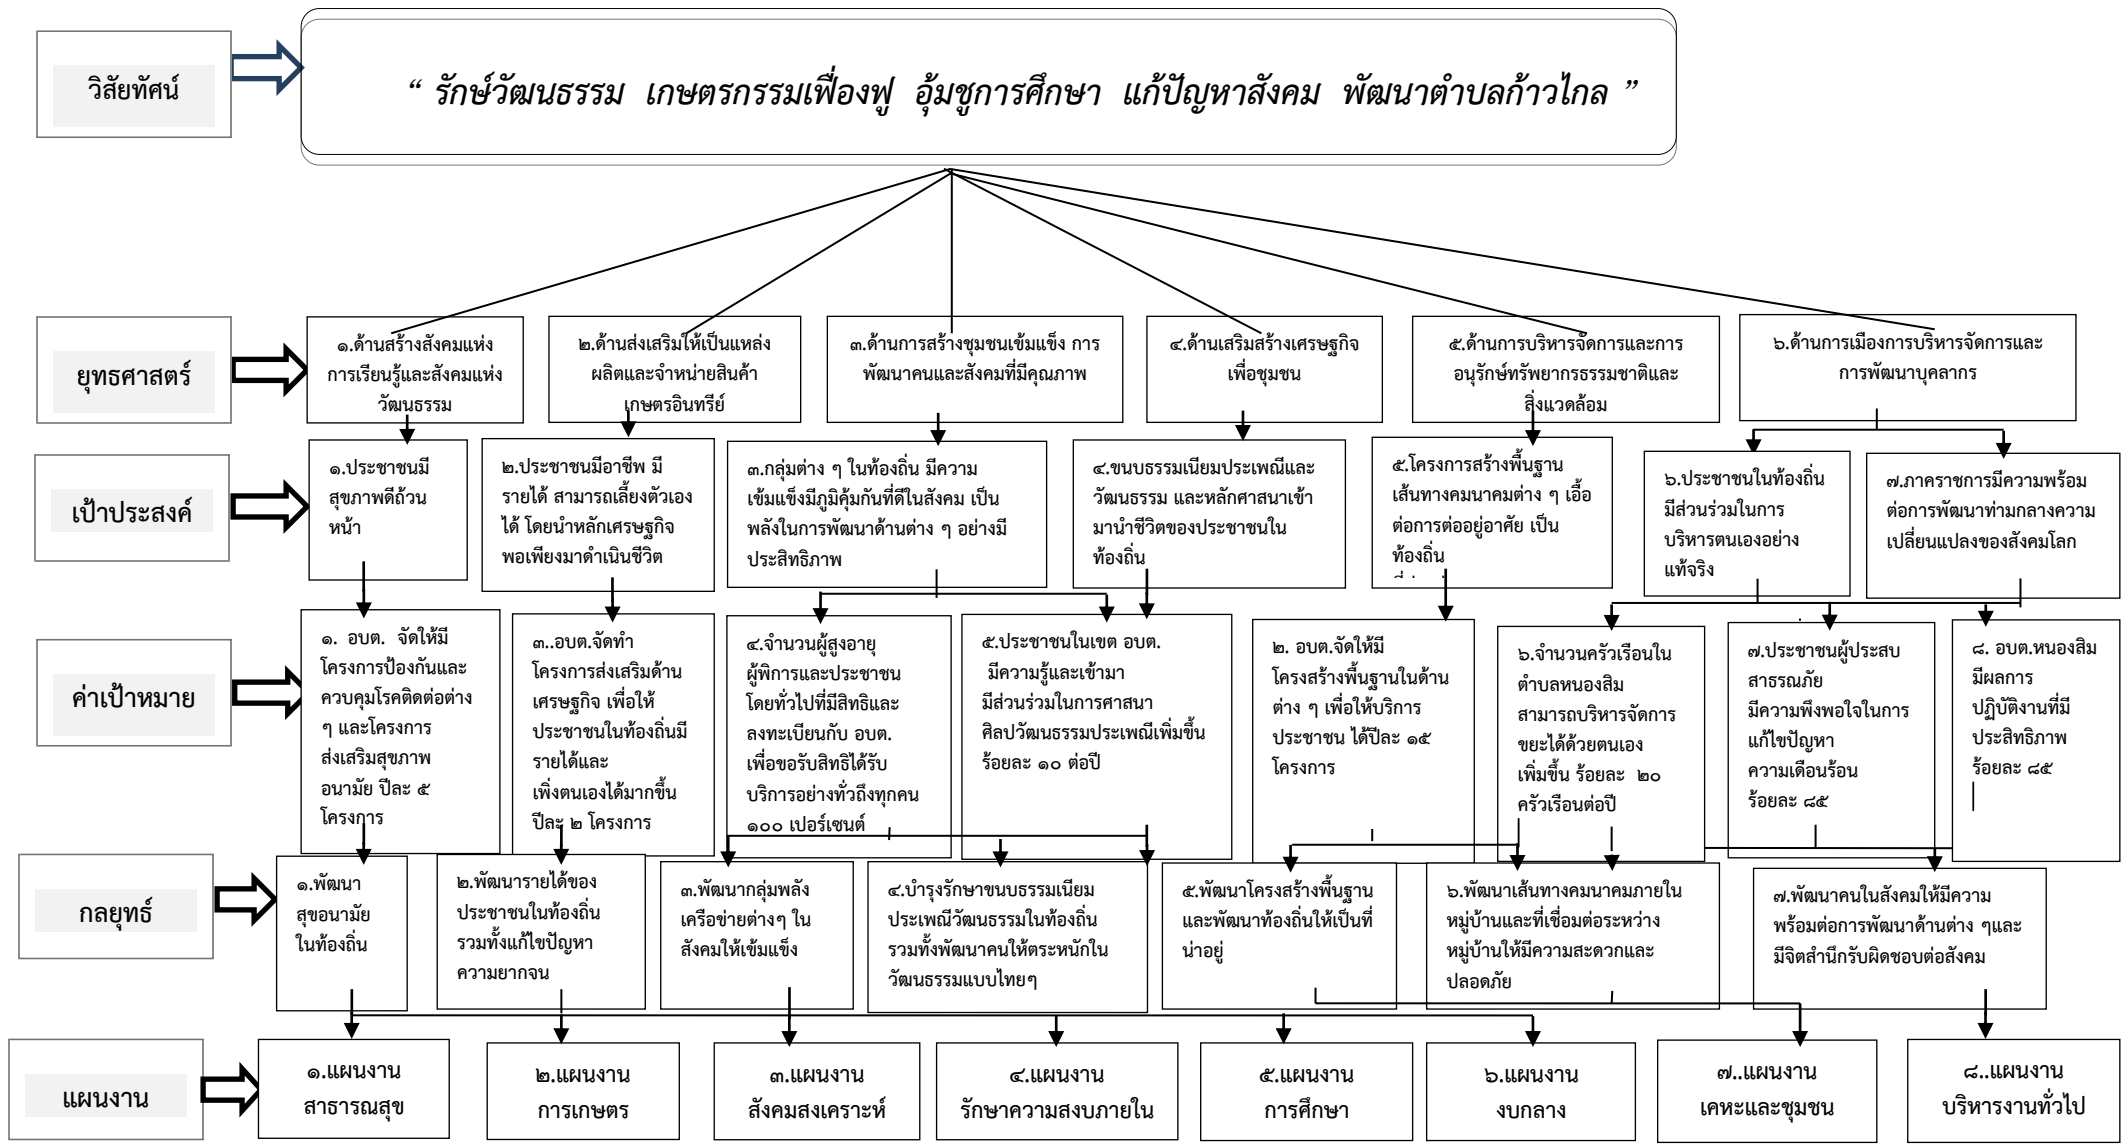 วิสัยทัศน์
“ รักษ์วัฒนธรรม เกษตรกรรมเฟื่องฟู อุ้มชูการศึกษา แก้ปัญหาสังคม พัฒนาตำบลก้าวไกล ”
ยุทธศาสตร์
๑.ด้านสร้างสังคมแห่ง
การเรียนรู้และสังคมแห่ง
วัฒนธรรม
๒.ด้านส่งเสริมให้เป็นแหล่ง
ผลิตและจำหน่ายสินค้า
เกษตรอินทรีย์
๓.ด้านการสร้างชุมชนเข้มแข็ง การ
พัฒนาคนและสังคมที่มีคุณภาพ
๔.ด้านเสริมสร้างเศรษฐกิจ
เพื่อชุมชน
๕.ด้านการบริหารจัดการและการ
อนุรักษ์ทรัพยากรธรรมชาติและ
สิ่งแวดล้อม
๖.ด้านการเมืองการบริหารจัดการและ
การพัฒนาบุคลากร
เป้าประสงค์
๑.ประชาชนมี
สุขภาพดีถ้วน
หน้า
๒.ประชาชนมีอาชีพ มี
รายได้ สามารถเลี้ยงตัวเอง
ได้ โดยนำหลักเศรษฐกิจ
พอเพียงมาดำเนินชีวิต
๓.กลุ่มต่าง ๆ ในท้องถิ่น มีความ
เข้มแข็งมีภูมิคุ้มกันที่ดีในสังคม เป็น
พลังในการพัฒนาด้านต่าง ๆ อย่างมี
ประสิทธิภาพ
๔.ขนบธรรมเนียมประเพณีและ
วัฒนธรรม และหลักศาสนาเข้า
มานำชีวิตของประชาชนใน
ท้องถิ่น
๕.โครงการสร้างพื้นฐาน
เส้นทางคมนาคมต่าง ๆ เอื้อ
ต่อการต่ออยู่อาศัย เป็น
ท้องถิ่น
๖.ประชาชนในท้องถิ่น
มีส่วนร่วมในการ
บริหารตนเองอย่าง
แท้จริง
๗.ภาคราชการมีความพร้อม
ต่อการพัฒนาท่ามกลางความ
เปลี่ยนแปลงของสังคมโลก
ค่าเป้าหมาย
๑. อบต. จัดให้มี
โครงการป้องกันและ
ควบคุมโรคติดต่อต่าง
ๆ และโครงการ
ส่งเสริมสุขภาพ
อนามัย ปีละ ๕
โครงการ
๓..อบต.จัดทำ
โครงการส่งเสริมด้าน
เศรษฐกิจ เพื่อให้
ประชาชนในท้องถิ่นมี
รายได้และ
เพิ่งตนเองได้มากขึ้น
ปีละ ๒ โครงการ
๔.จำนวนผู้สูงอายุ
ผู้พิการและประชาชน
โดยทั่วไปที่มีสิทธิและ
ลงทะเบียนกับ อบต.
เพื่อขอรับสิทธิได้รับ
บริการอย่างทั่วถึงทุกคน
๑๐๐ เปอร์เซนต์
๕.ประชาชนในเขต อบต.
มีความรู้และเข้ามา
มีส่วนร่วมในการศาสนา
ศิลปวัฒนธรรมประเพณีเพิ่มขึ้น
ร้อยละ ๑๐ ต่อปี
๒. อบต.จัดให้มี
โครงสร้างพื้นฐานในด้าน
ต่าง ๆ เพื่อให้บริการ
ประชาชน ได้ปีละ ๑๕
โครงการ
๖.จำนวนครัวเรือนใน
ตำบลหนองสิม
สามารถบริหารจัดการ
ขยะได้ด้วยตนเอง
เพิ่มขึ้น ร้อยละ ๒๐
ครัวเรือนต่อปี
๗.ประชาชนผู้ประสบ
สาธรณภัย
มีความพึงพอใจในการ
แก้ไขปัญหา
ความเดือนร้อน
ร้อยละ ๘๕
๘. อบต.หนองสิม
มีผลการ
ปฏิบัติงานที่มี
ประสิทธิภาพ
ร้อยละ ๘๕
กลยุทธ์
๑.พัฒนา
สุขอนามัย
ในท้องถิ่น
๒.พัฒนารายได้ของ
ประชาชนในท้องถิ่น
รวมทั้งแก้ไขปัญหา
ความยากจน
๓.พัฒนากลุ่มพลัง
เครือข่ายต่างๆ ใน
สังคมให้เข้มแข็ง
๔.บำรุงรักษาขนบธรรมเนียม
ประเพณีวัฒนธรรมในท้องถิ่น
รวมทั้งพัฒนาคนให้ตระหนักใน
วัฒนธรรมแบบไทยๆ
๕.พัฒนาโครงสร้างพื้นฐาน
และพัฒนาท้องถิ่นให้เป็นที่
น่าอยู่
๖.พัฒนาเส้นทางคมนาคมภายใน
หมู่บ้านและที่เชื่อมต่อระหว่าง
หมู่บ้านให้มีความสะดวกและ
ปลอดภัย
๗.พัฒนาคนในสังคมให้มีความ
พร้อมต่อการพัฒนาด้านต่าง ๆและ
มีจิตสำนึกรับผิดชอบต่อสังคม
แผนงาน
๑.แผนงาน
สาธารณสุข
๒.แผนงาน
การเกษตร
๓.แผนงาน
สังคมสงเคราะห์
๔.แผนงาน
รักษาความสงบภายใน
๕.แผนงาน
การศึกษา
๖.แผนงาน
งบกลาง
๗..แผนงาน
เคหะและชุมชน
๘..แผนงาน
บริหารงานทั่วไป